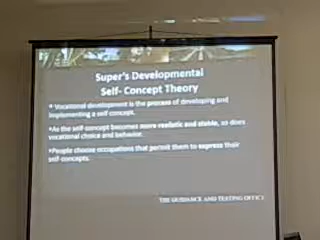 Super's Developmental
Self- Concept Theory
• Vocational development is the process of developing and
implementing a self concept.
•As the self-concept becomes more realistic and stable, so does
vocational choice and behavior.
•People choose occupations that permit them to express their
self-concepts.
THE GUIDANCE AND TESTING OFFICE